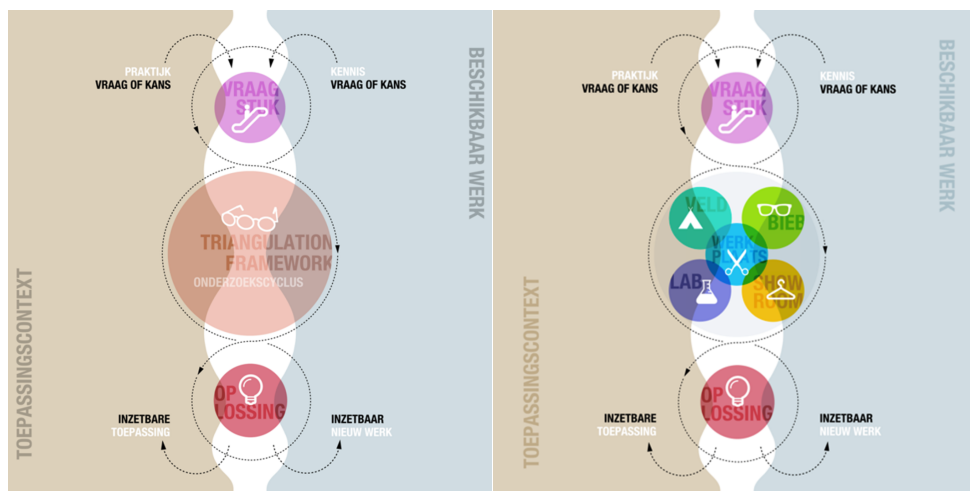 PRAKTIJK
VRAAG OF KANS
VRAAG
STUK
KENNIS
VRAAG OF KANS
BESCHIKBAAR WERK
TRIANGULATION
FRAMEWORK
ONDERZOEKSCYCLUS
TOEPASSINGSCONTEXT
OP
LOSSING
INZETBARE
TOEPASSING
INZETBAAR
NIEUW WERK
PRAKTIJK
VRAAG OF KANS
VRAAG
STUK
KENNIS
VRAAG OF KANS
BESCHIKBAAR WERK
VELD
BIEB
WERK
PLAATS
LAB
SHOW
ROOM
TOEPASSINGSCONTEXT
OP
LOSSING
INZETBARE
TOEPASSING
INZETBAAR
NIEUW WERK